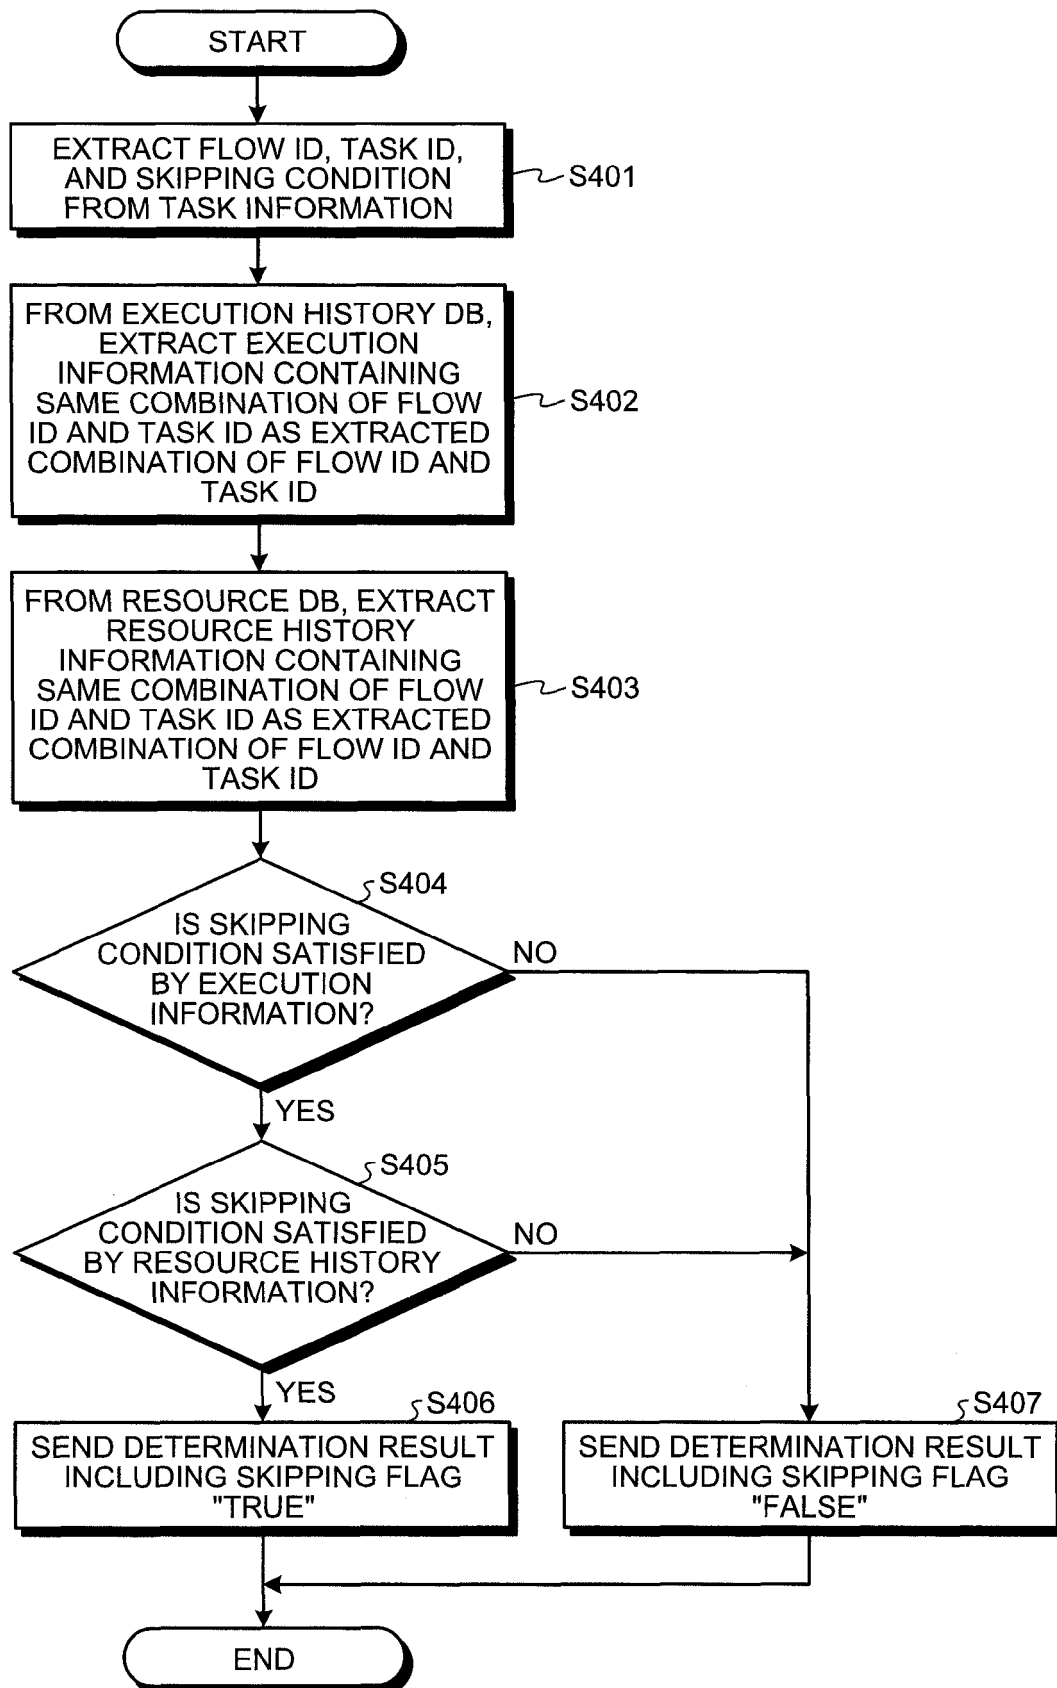 START
EXTRACT FLOW ID, TASK ID,
AND SKIPPING CONDITION
FROM TASK INFORMATION
S401
FROM EXECUTION HISTORY DB,
EXTRACT EXECUTION
INFORMATION CONTAINING
SAME COMBINATION OF FLOW
ID AND TASK ID AS EXTRACTED
COMBINATION OF FLOW ID AND
TASK ID
S402
FROM RESOURCE DB, EXTRACT
RESOURCE HISTORY
INFORMATION CONTAINING
SAME COMBINATION OF FLOW
ID AND TASK ID AS EXTRACTED
COMBINATION OF FLOW ID AND
TASK ID
S403
S404
IS SKIPPING
CONDITION SATISFIED
BY EXECUTION
INFORMATION?
NO
YES
S405
IS SKIPPING
CONDITION SATISFIED
BY RESOURCE HISTORY
INFORMATION?
NO
YES
S406
SEND DETERMINATION RESULT
INCLUDING SKIPPING FLAG
"TRUE"
S407
SEND DETERMINATION RESULT
INCLUDING SKIPPING FLAG
"FALSE"
END